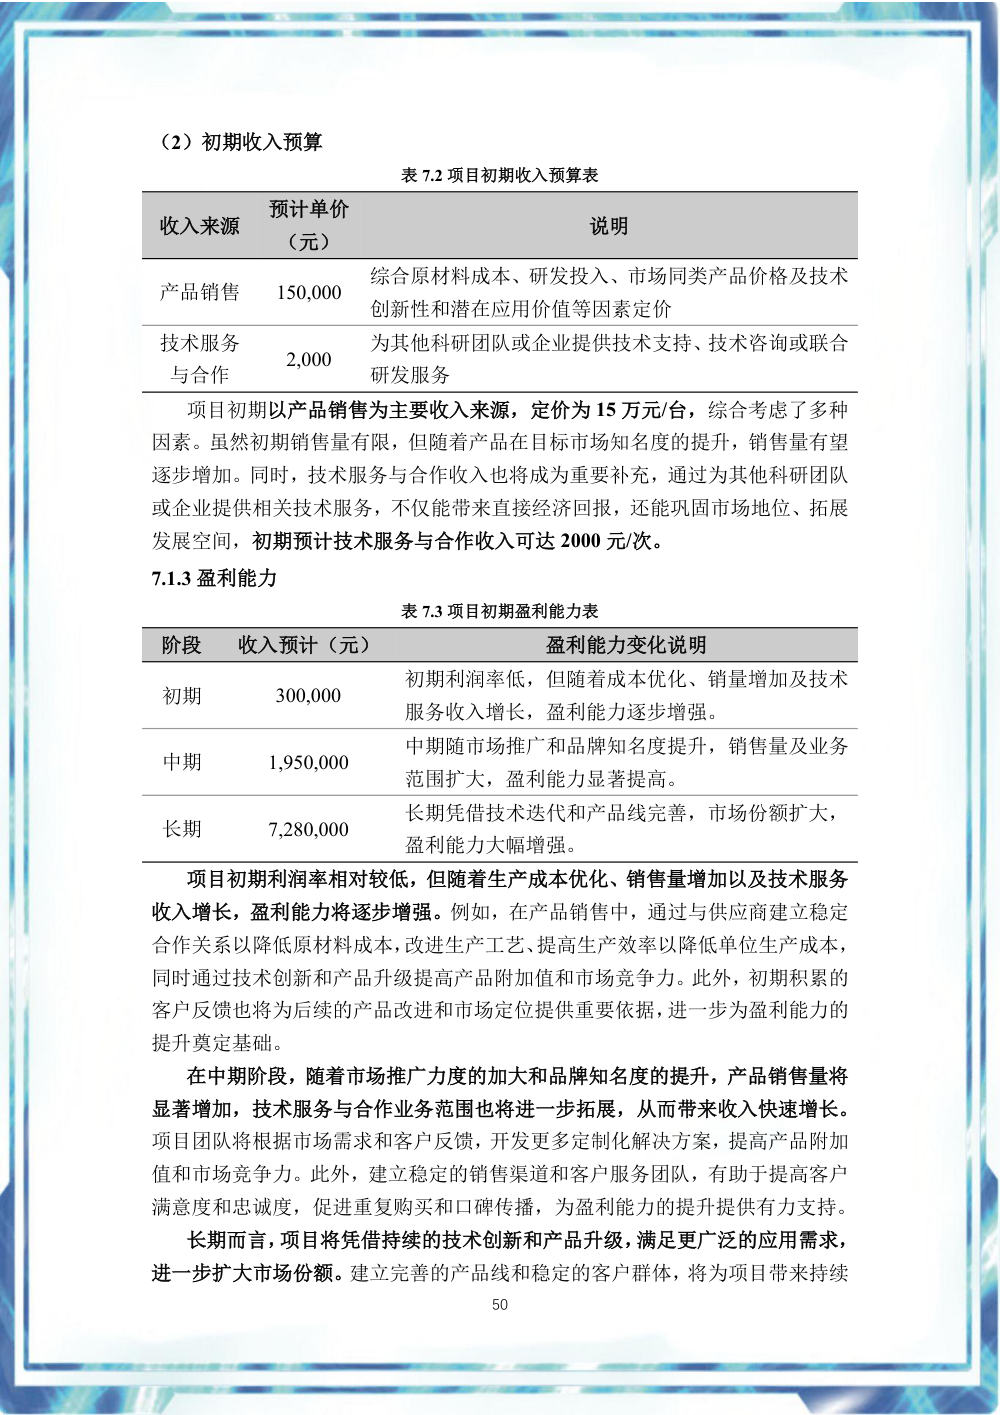 （2）初期收入预算
表 7.2 项目初期收入预算表
收入来源
预计单价
（元）
说明
产品销售
150,000
综合原材料成本、研发投入、市场同类产品价格及技术
创新性和潜在应用价值等因素定价
技术服务
与合作
2,000
为其他科研团队或企业提供技术支持、技术咨询或联合
研发服务
项目初期以产品销售为主要收入来源，定价为 15 万元/台，综合考虑了多种
因素。虽然初期销售量有限，但随着产品在目标市场知名度的提升，销售量有望
逐步增加。同时，技术服务与合作收入也将成为重要补充，通过为其他科研团队
或企业提供相关技术服务，不仅能带来直接经济回报，还能巩固市场地位、拓展
发展空间，初期预计技术服务与合作收入可达 2000 元/次。
7.1.3 盈利能力
表 7.3 项目初期盈利能力表
阶段 收入预计（元） 盈利能力变化说明
初期
300,000
初期利润率低，但随着成本优化、销量增加及技术
服务收入增长，盈利能力逐步增强。
中期
1,950,000
中期随市场推广和品牌知名度提升，销售量及业务
范围扩大，盈利能力显著提高。
长期
7,280,000
长期凭借技术迭代和产品线完善，市场份额扩大，
盈利能力大幅增强。
项目初期利润率相对较低，但随着生产成本优化、销售量增加以及技术服务
收入增长，盈利能力将逐步增强。例如，在产品销售中，通过与供应商建立稳定
合作关系以降低原材料成本，改进生产工艺、提高生产效率以降低单位生产成本，
同时通过技术创新和产品升级提高产品附加值和市场竞争力。此外，初期积累的
客户反馈也将为后续的产品改进和市场定位提供重要依据，进一步为盈利能力的
提升奠定基础。
在中期阶段，随着市场推广力度的加大和品牌知名度的提升，产品销售量将
显著增加，技术服务与合作业务范围也将进一步拓展，从而带来收入快速增长。
项目团队将根据市场需求和客户反馈，开发更多定制化解决方案，提高产品附加
值和市场竞争力。此外，建立稳定的销售渠道和客户服务团队，有助于提高客户
满意度和忠诚度，促进重复购买和口碑传播，为盈利能力的提升提供有力支持。
长期而言，项目将凭借持续的技术创新和产品升级，满足更广泛的应用需求，
进一步扩大市场份额。建立完善的产品线和稳定的客户群体，将为项目带来持续
50